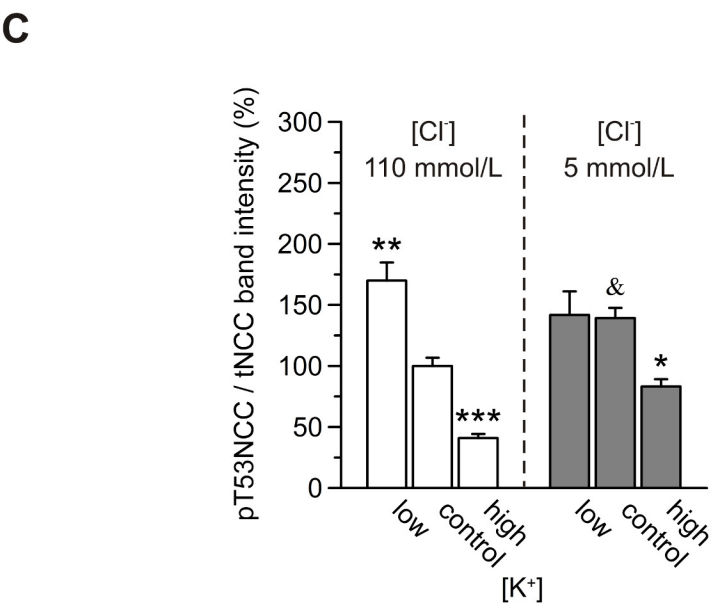 C
pT53NCC / tNCC band intensity (%)
300
250
200
150
100
50
0
[Cl⁻]
110 mmol/L
[Cl⁻]
5 mmol/L
**
***
&
*
low
control
high
low
control
high
[K⁺]